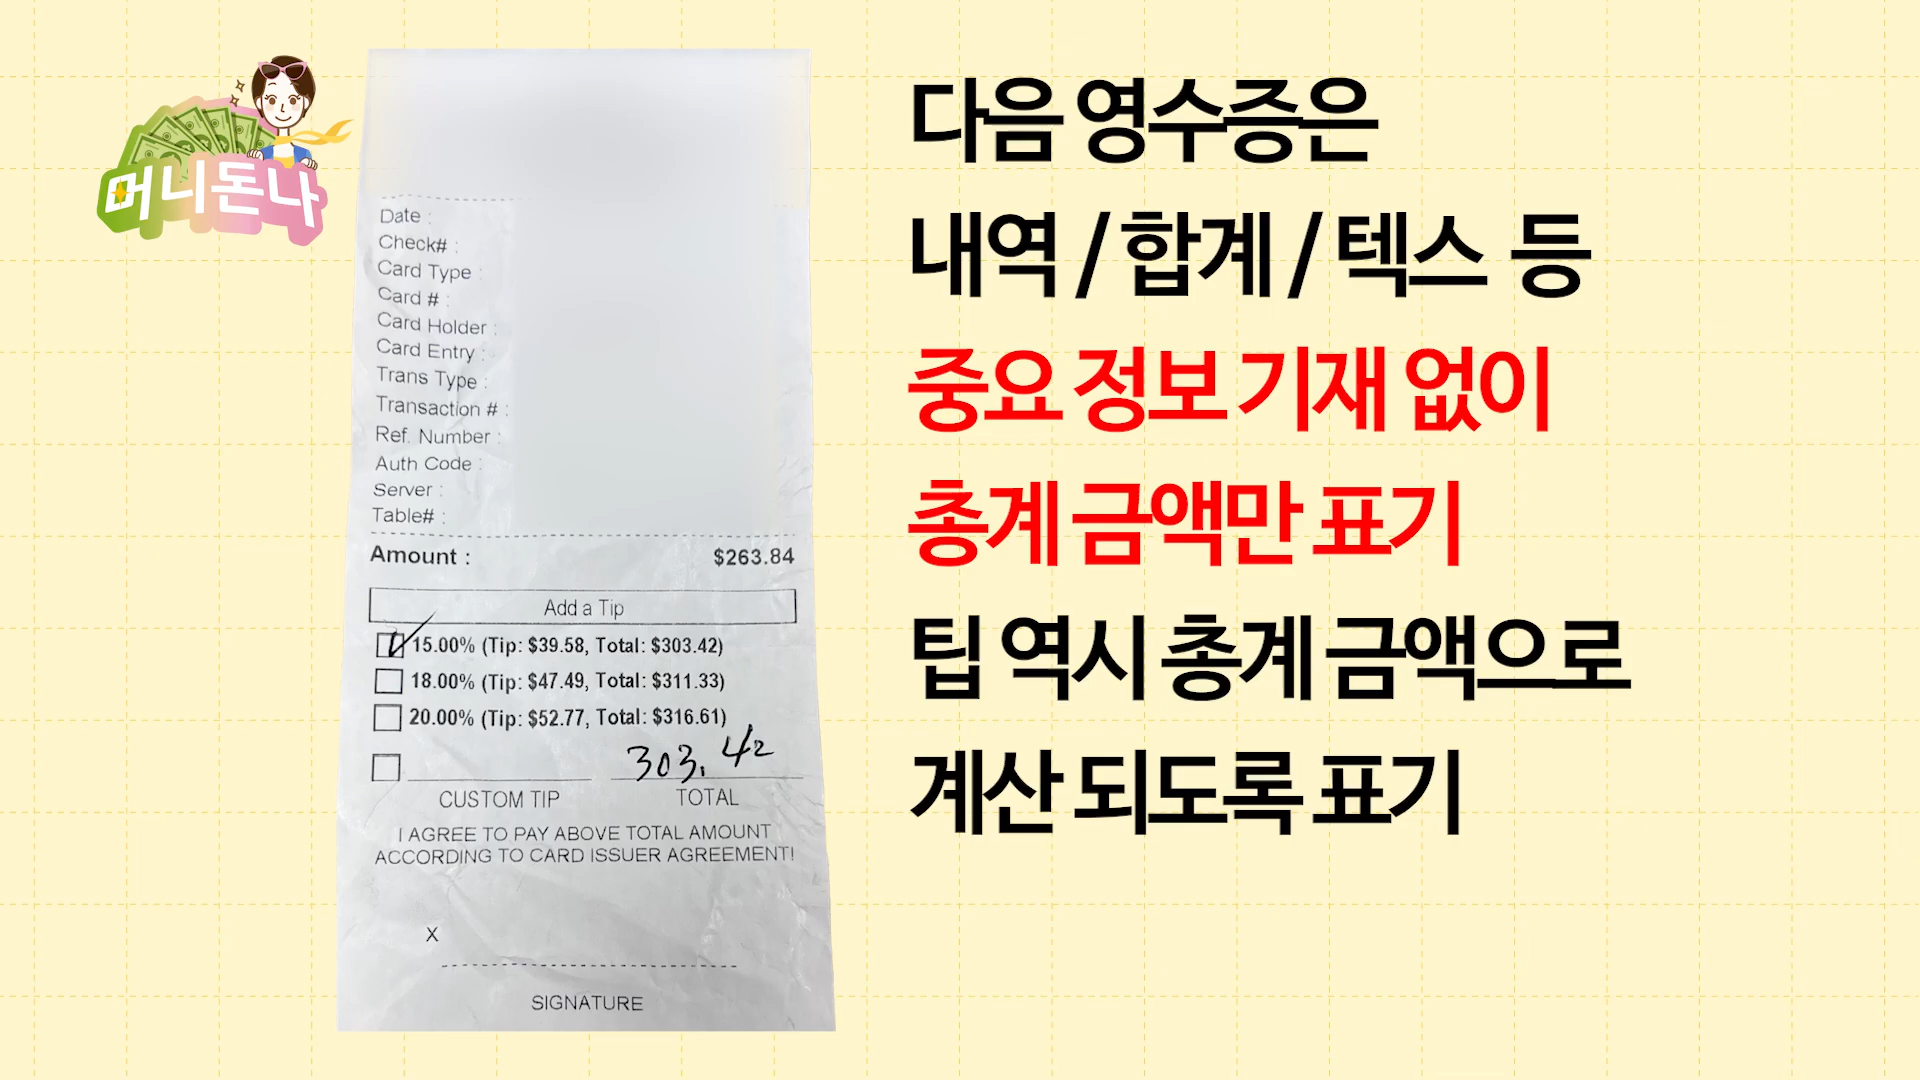 머니돈나
Date :
Check# :
Card Type :
Card # :
Card Holder :
Card Entry :
Trans Type :
Transaction # :
Ref. Number :
Auth Code :
Server :
Table# :
Amount : $263.84
Add a Tip
15.00% (Tip: $39.58, Total: $303.42)
18.00% (Tip: $47.49, Total: $311.33)
20.00% (Tip: $52.77, Total: $316.61)
303.42
CUSTOM TIP TOTAL
I AGREE TO PAY ABOVE TOTAL AMOUNT
ACCORDING TO CARD ISSUER AGREEMENT!
X
SIGNATURE
다음 영수증은
내역 / 합계 / 텍스 등
중요 정보 기재 없이
총계 금액만 표기
팁 역시 총계 금액으로
계산 되도록 표기